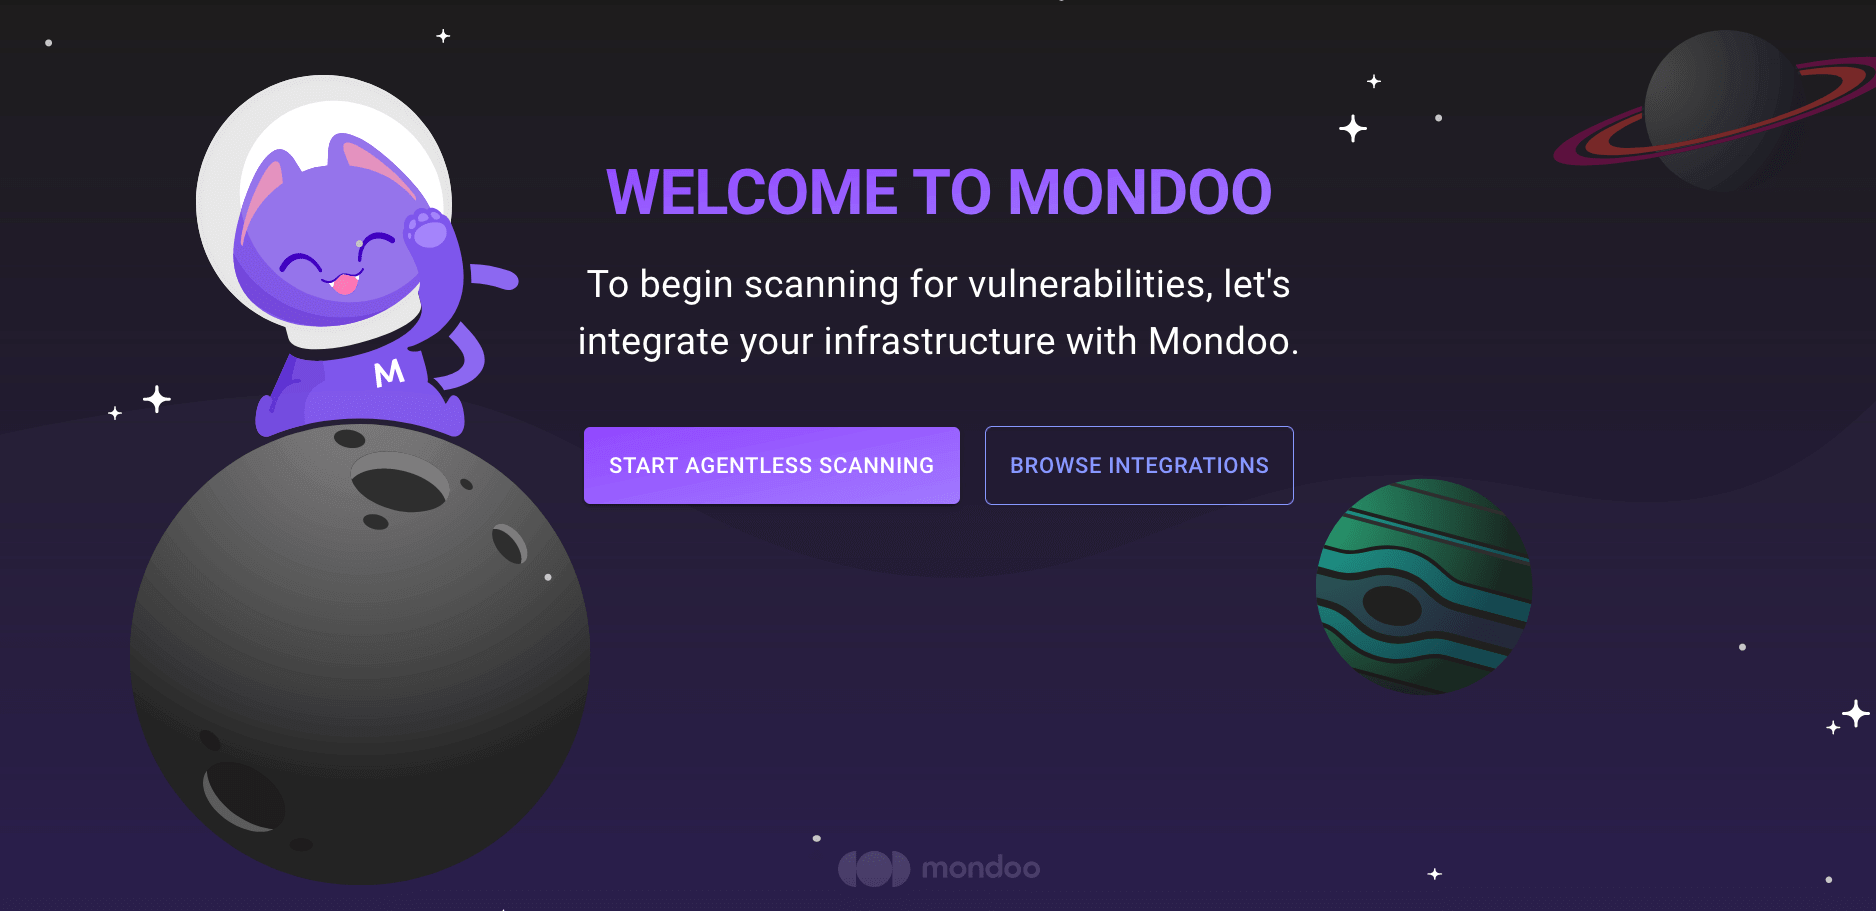 WELCOME TO MONDOO
To begin scanning for vulnerabilities, let's
integrate your infrastructure with Mondoo.
M
START AGENTLESS SCANNING
BROWSE INTEGRATIONS
mondoo